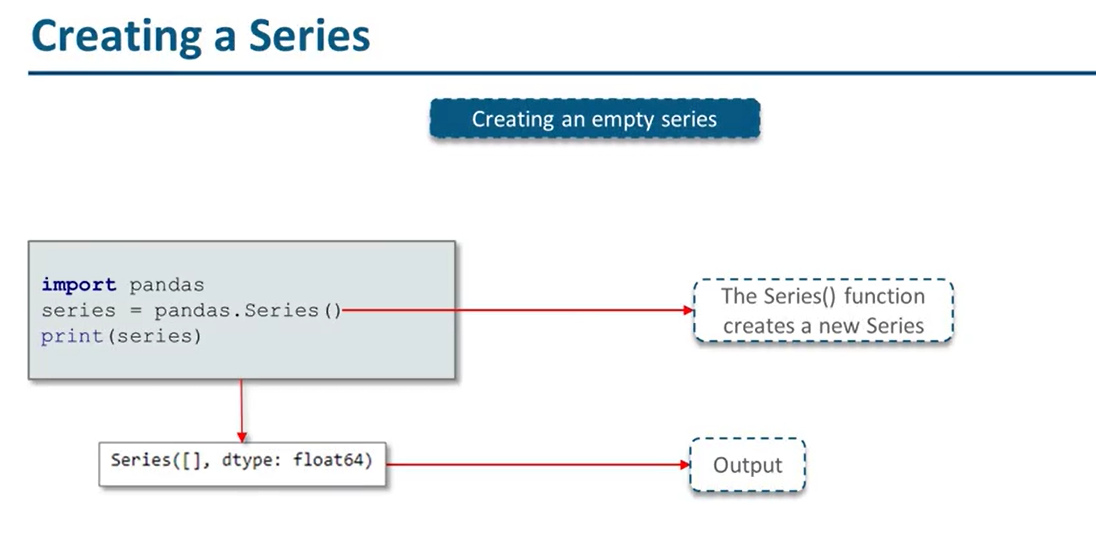 Creating a Series
Creating an empty series
import pandas
series = pandas.Series()
print(series)
The Series() function
creates a new Series
Series([], dtype: float64)
Output